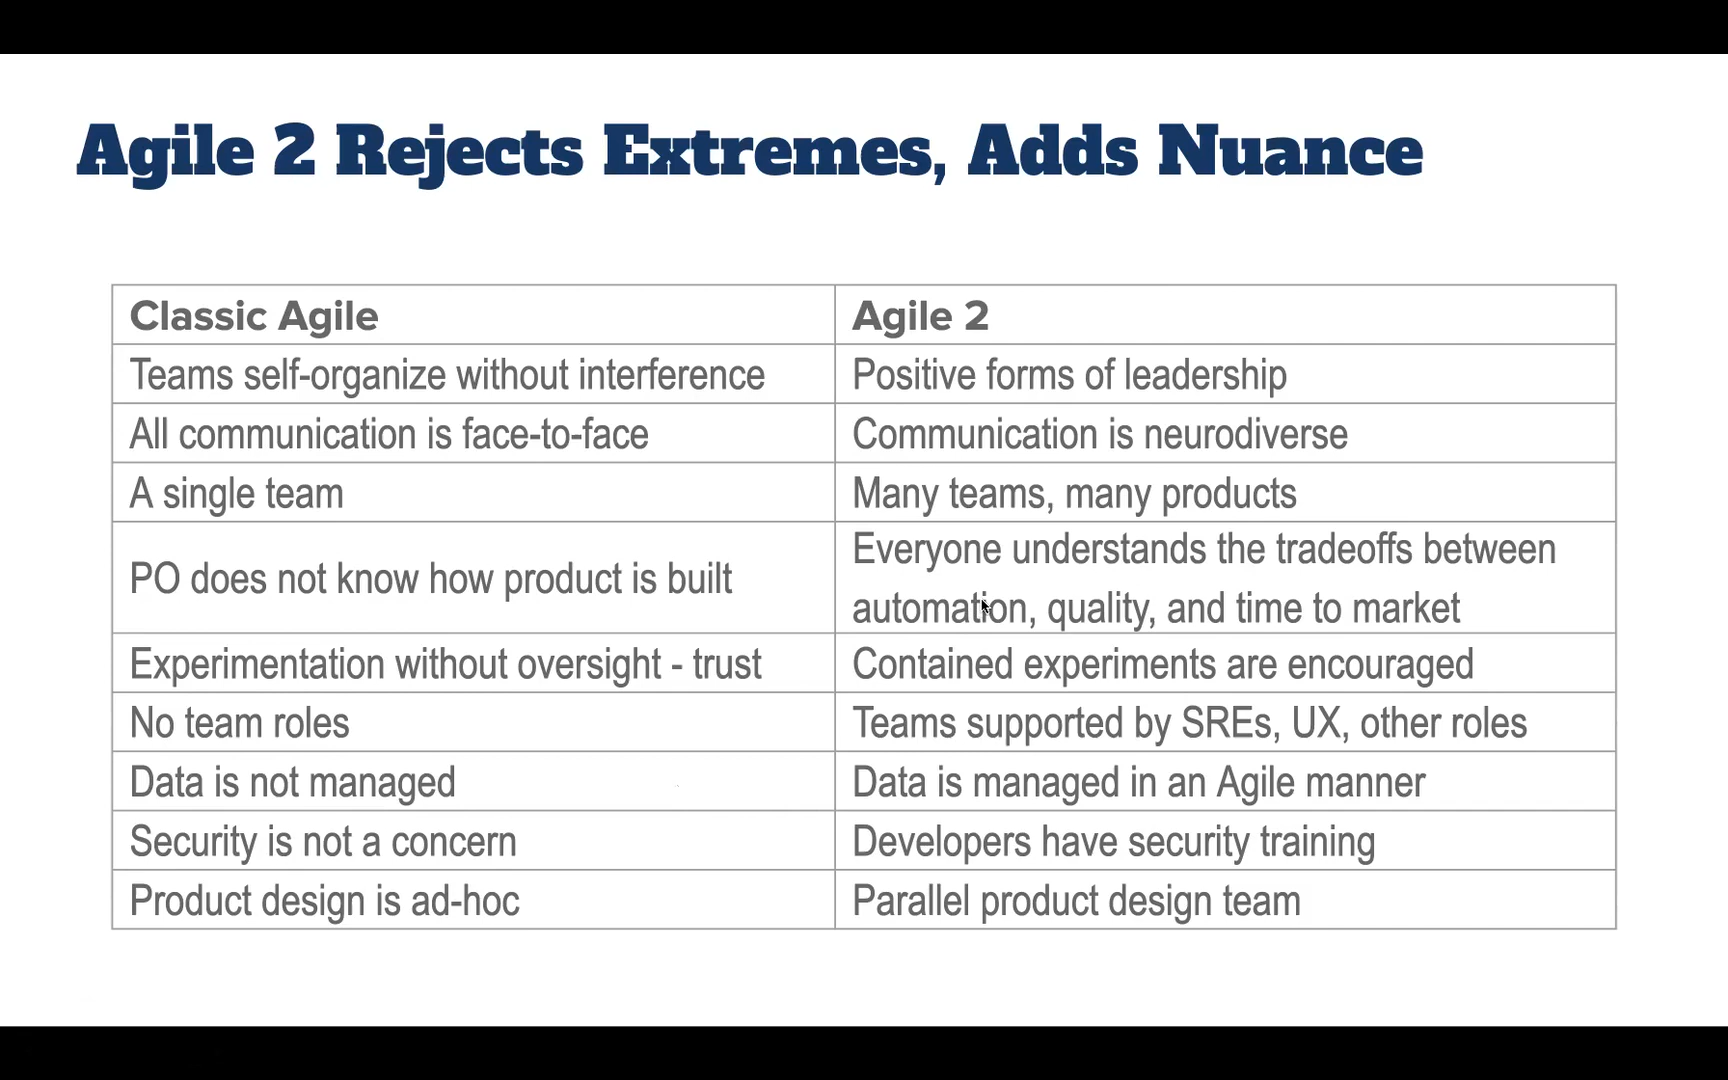 Agile 2 Rejects Extremes, Adds Nuance
Classic Agile
Agile 2
Teams self-organize without interference
Positive forms of leadership
All communication is face-to-face
Communication is neurodiverse
A single team
Many teams, many products
PO does not know how product is built
Everyone understands the tradeoffs between
automation, quality, and time to market
Experimentation without oversight - trust
Contained experiments are encouraged
No team roles
Teams supported by SREs, UX, other roles
Data is not managed
Data is managed in an Agile manner
Security is not a concern
Developers have security training
Product design is ad-hoc
Parallel product design team